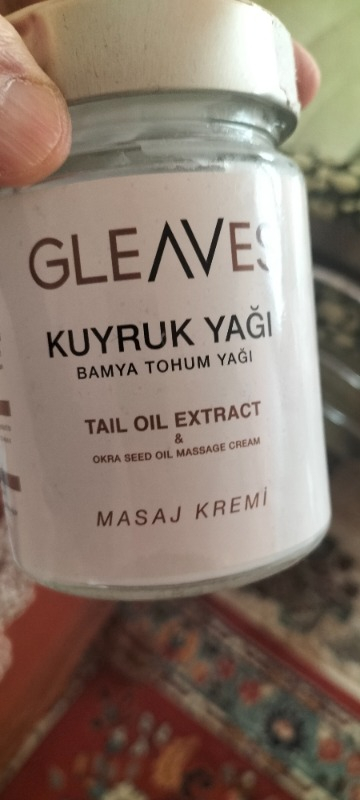 GLEAVES
KUYRUK YAĞI
BAMYA TOHUM YAĞI
TAIL OIL EXTRACT
&
OKRA SEED OIL MASSAGE CREAM
MASAJ KREMİ